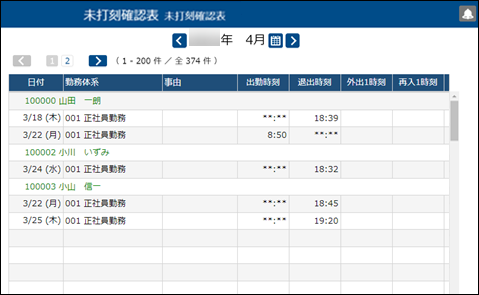 未打刻確認表 未打刻確認表
年 4月
1 2 ( 1 - 200 件 ／ 全 374 件 )
日付 勤務体系 事由 出勤時刻 退出時刻 外出1時刻 再入1時刻
100000 山田 一朗
3/18 (木) 001 正社員勤務 **:** 18:39
3/22 (月) 001 正社員勤務 8:50 **:**
100002 小川 いずみ
3/24 (水) 001 正社員勤務 **:** 18:32
100003 小山 信一
3/22 (月) 001 正社員勤務 **:** 18:45
3/25 (木) 001 正社員勤務 **:** 19:20